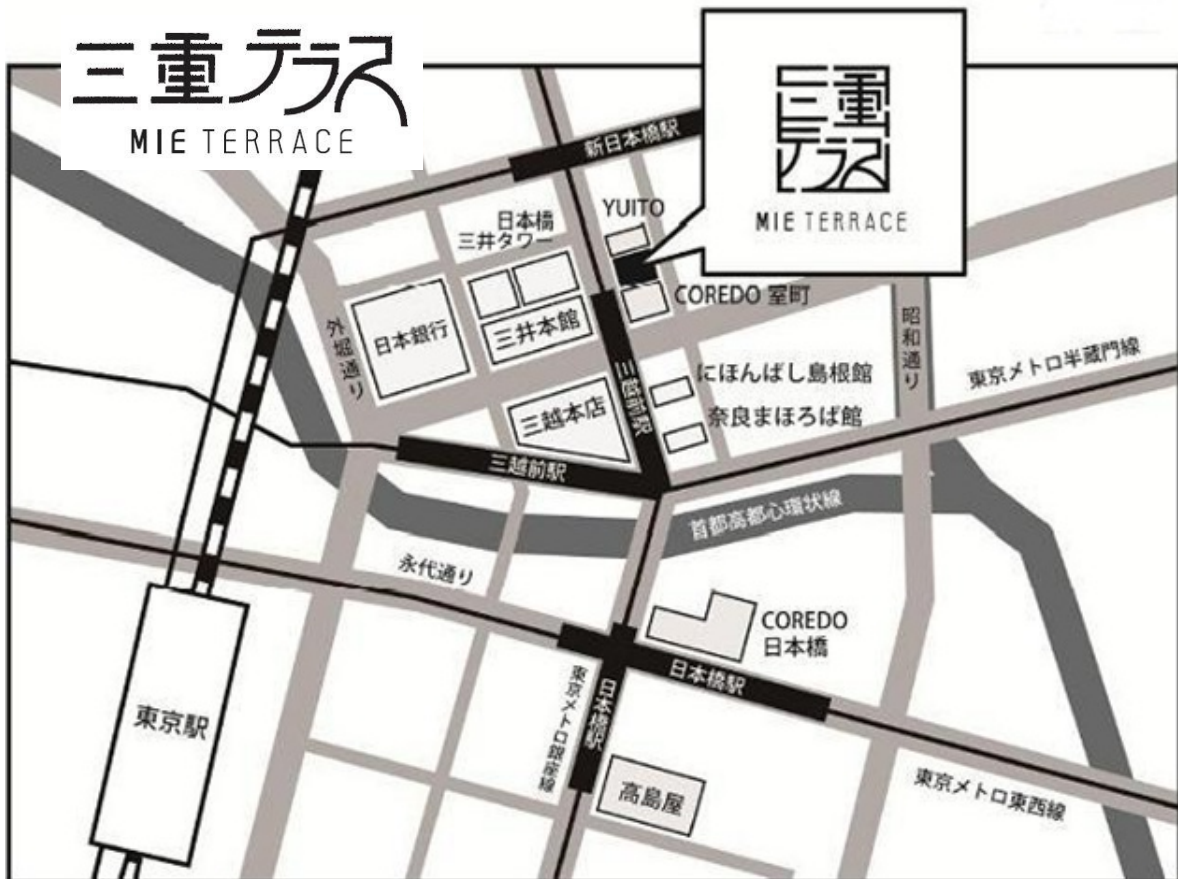 三重テラス
MIE TERRACE
三重
テラス
MIE TERRACE
新日本橋駅
YUITO
日本橋
三井タワー
COREDO 室町
日本銀行
三井本館
外堀通り
昭和通り
三越前駅
にほんばし島根館
奈良まほろば館
東京メトロ半蔵門線
三越本店
三越前駅
首都高都心環状線
永代通り
COREDO
日本橋
日本橋駅
日本橋駅
東京メトロ銀座線
東京駅
高島屋
東京メトロ東西線